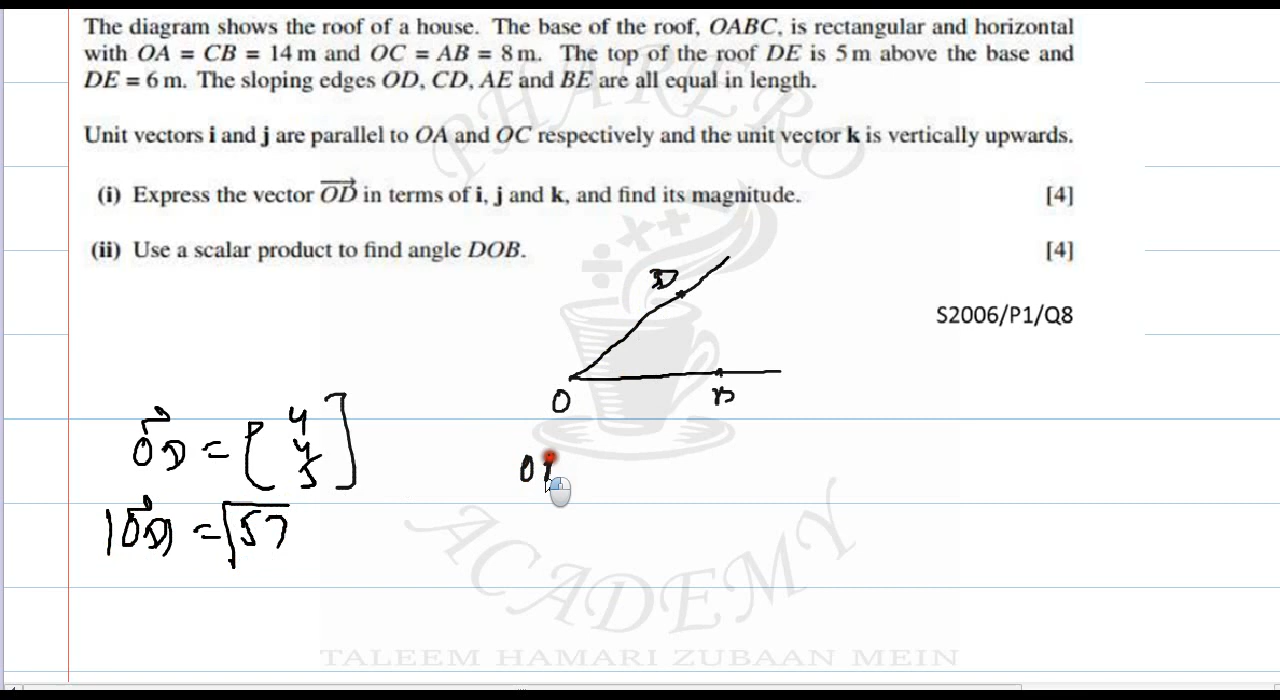 The diagram shows the roof of a house. The base of the roof, OABC, is rectangular and horizontal
with OA = CB = 14 m and OC = AB = 8 m. The top of the roof DE is 5 m above the base and
DE = 6 m. The sloping edges OD, CD, AE and BE are all equal in length.
Unit vectors i and j are parallel to OA and OC respectively and the unit vector k is vertically upwards.
(i) Express the vector \overrightarrow{OD} in terms of i, j and k, and find its magnitude. [4]
(ii) Use a scalar product to find angle DOB. [4]
S2006/P1/Q8
D
O B
\overrightarrow{OD} = [4
4
5]
|\overrightarrow{OD}| = √57
O
PHARERO
ACADEMY
TALEEM HAMARI ZUBAAN MEIN